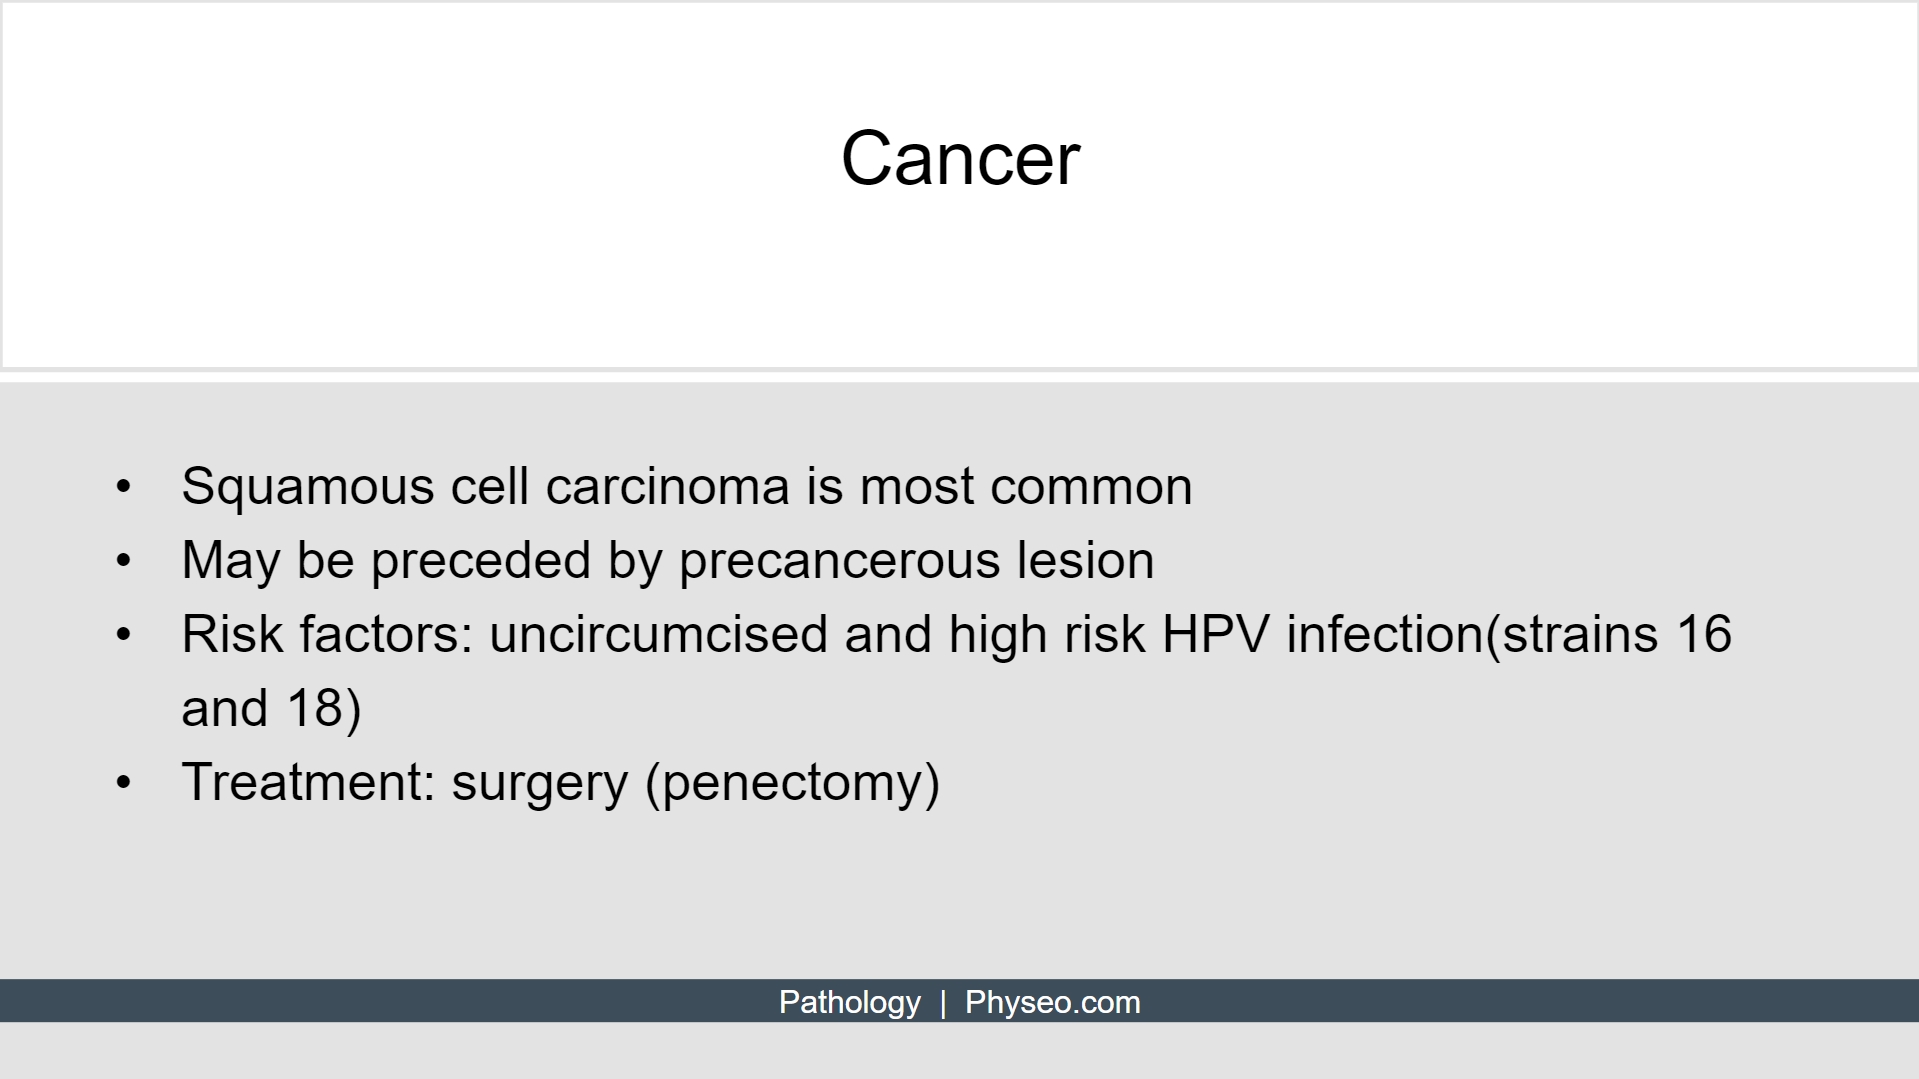 Cancer
• Squamous cell carcinoma is most common
• May be preceded by precancerous lesion
• Risk factors: uncircumcised and high risk HPV infection(strains 16
and 18)
• Treatment: surgery (penectomy)
Pathology | Physeo.com